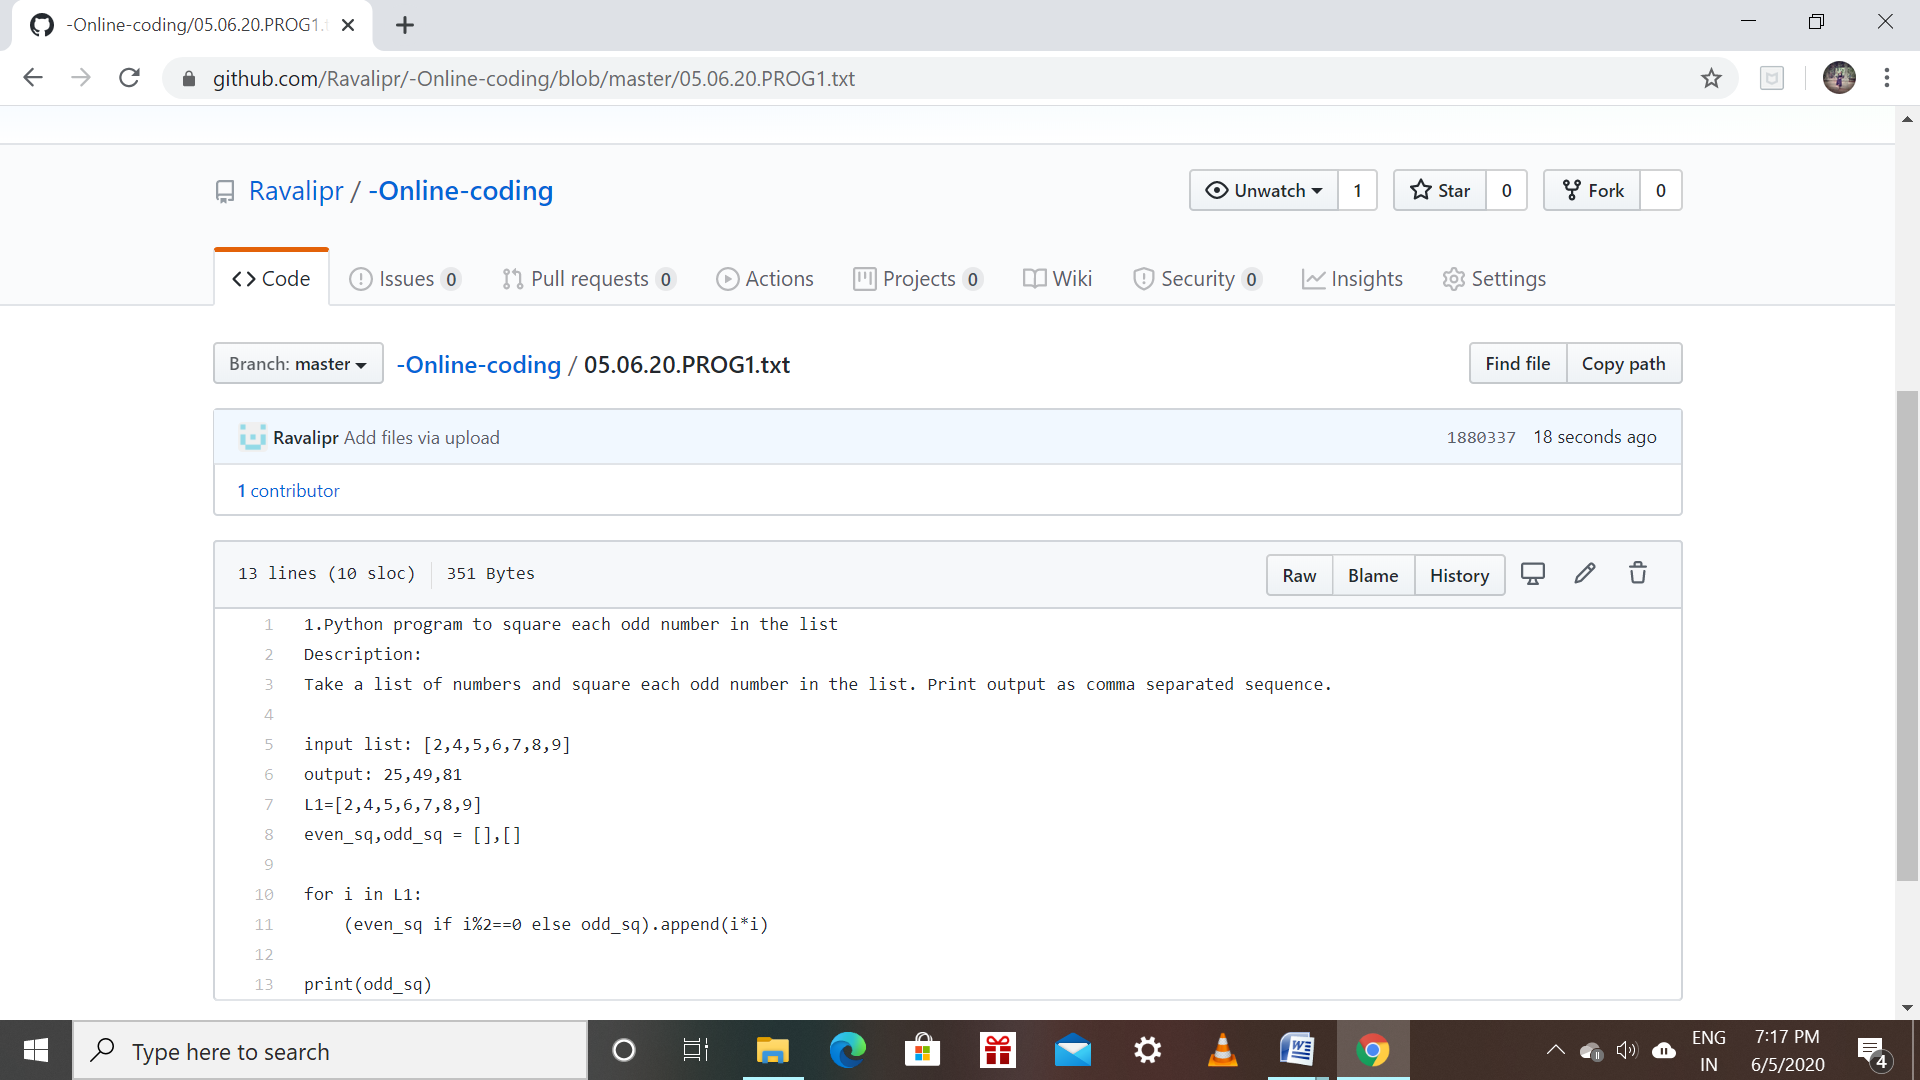 -Online-coding/05.06.20.PROG1.
github.com/Ravalipr/-Online-coding/blob/master/05.06.20.PROG1.txt
Ravalipr / -Online-coding
Unwatch 1 Star 0 Fork 0
Code Issues 0 Pull requests 0 Actions Projects 0 Wiki Security 0 Insights Settings
Branch: master -Online-coding / 05.06.20.PROG1.txt Find file Copy path
Ravalipr Add files via upload 1880337 18 seconds ago
1 contributor
13 lines (10 sloc) 351 Bytes Raw Blame History
1 1.Python program to square each odd number in the list
2 Description:
3 Take a list of numbers and square each odd number in the list. Print output as comma separated sequence.
4
5 input list: [2,4,5,6,7,8,9]
6 output: 25,49,81
7 L1=[2,4,5,6,7,8,9]
8 even_sq,odd_sq = [],[]
9
10 for i in L1:
11     (even_sq if i%2==0 else odd_sq).append(i*i)
12
13 print(odd_sq)
Type here to search
ENG 7:17 PM
IN 6/5/2020 4